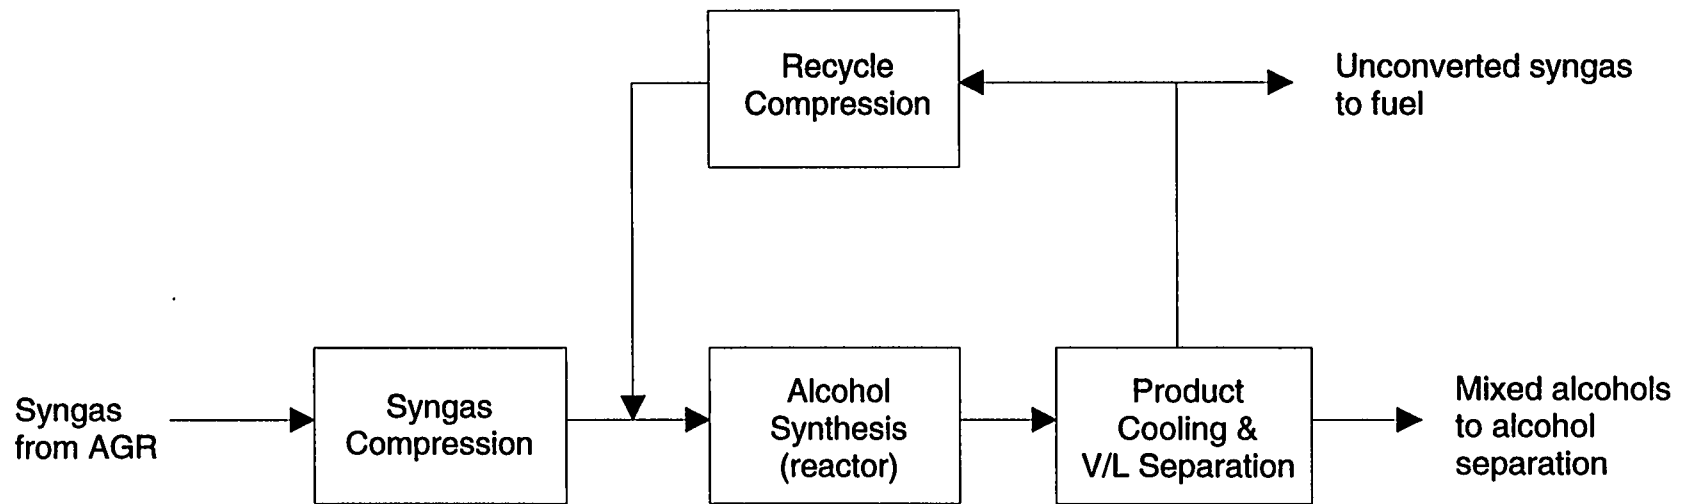 Recycle
Compression
Unconverted syngas
to fuel
Syngas
from AGR
Syngas
Compression
Alcohol
Synthesis
(reactor)
Product
Cooling &
V/L Separation
Mixed alcohols
to alcohol
separation